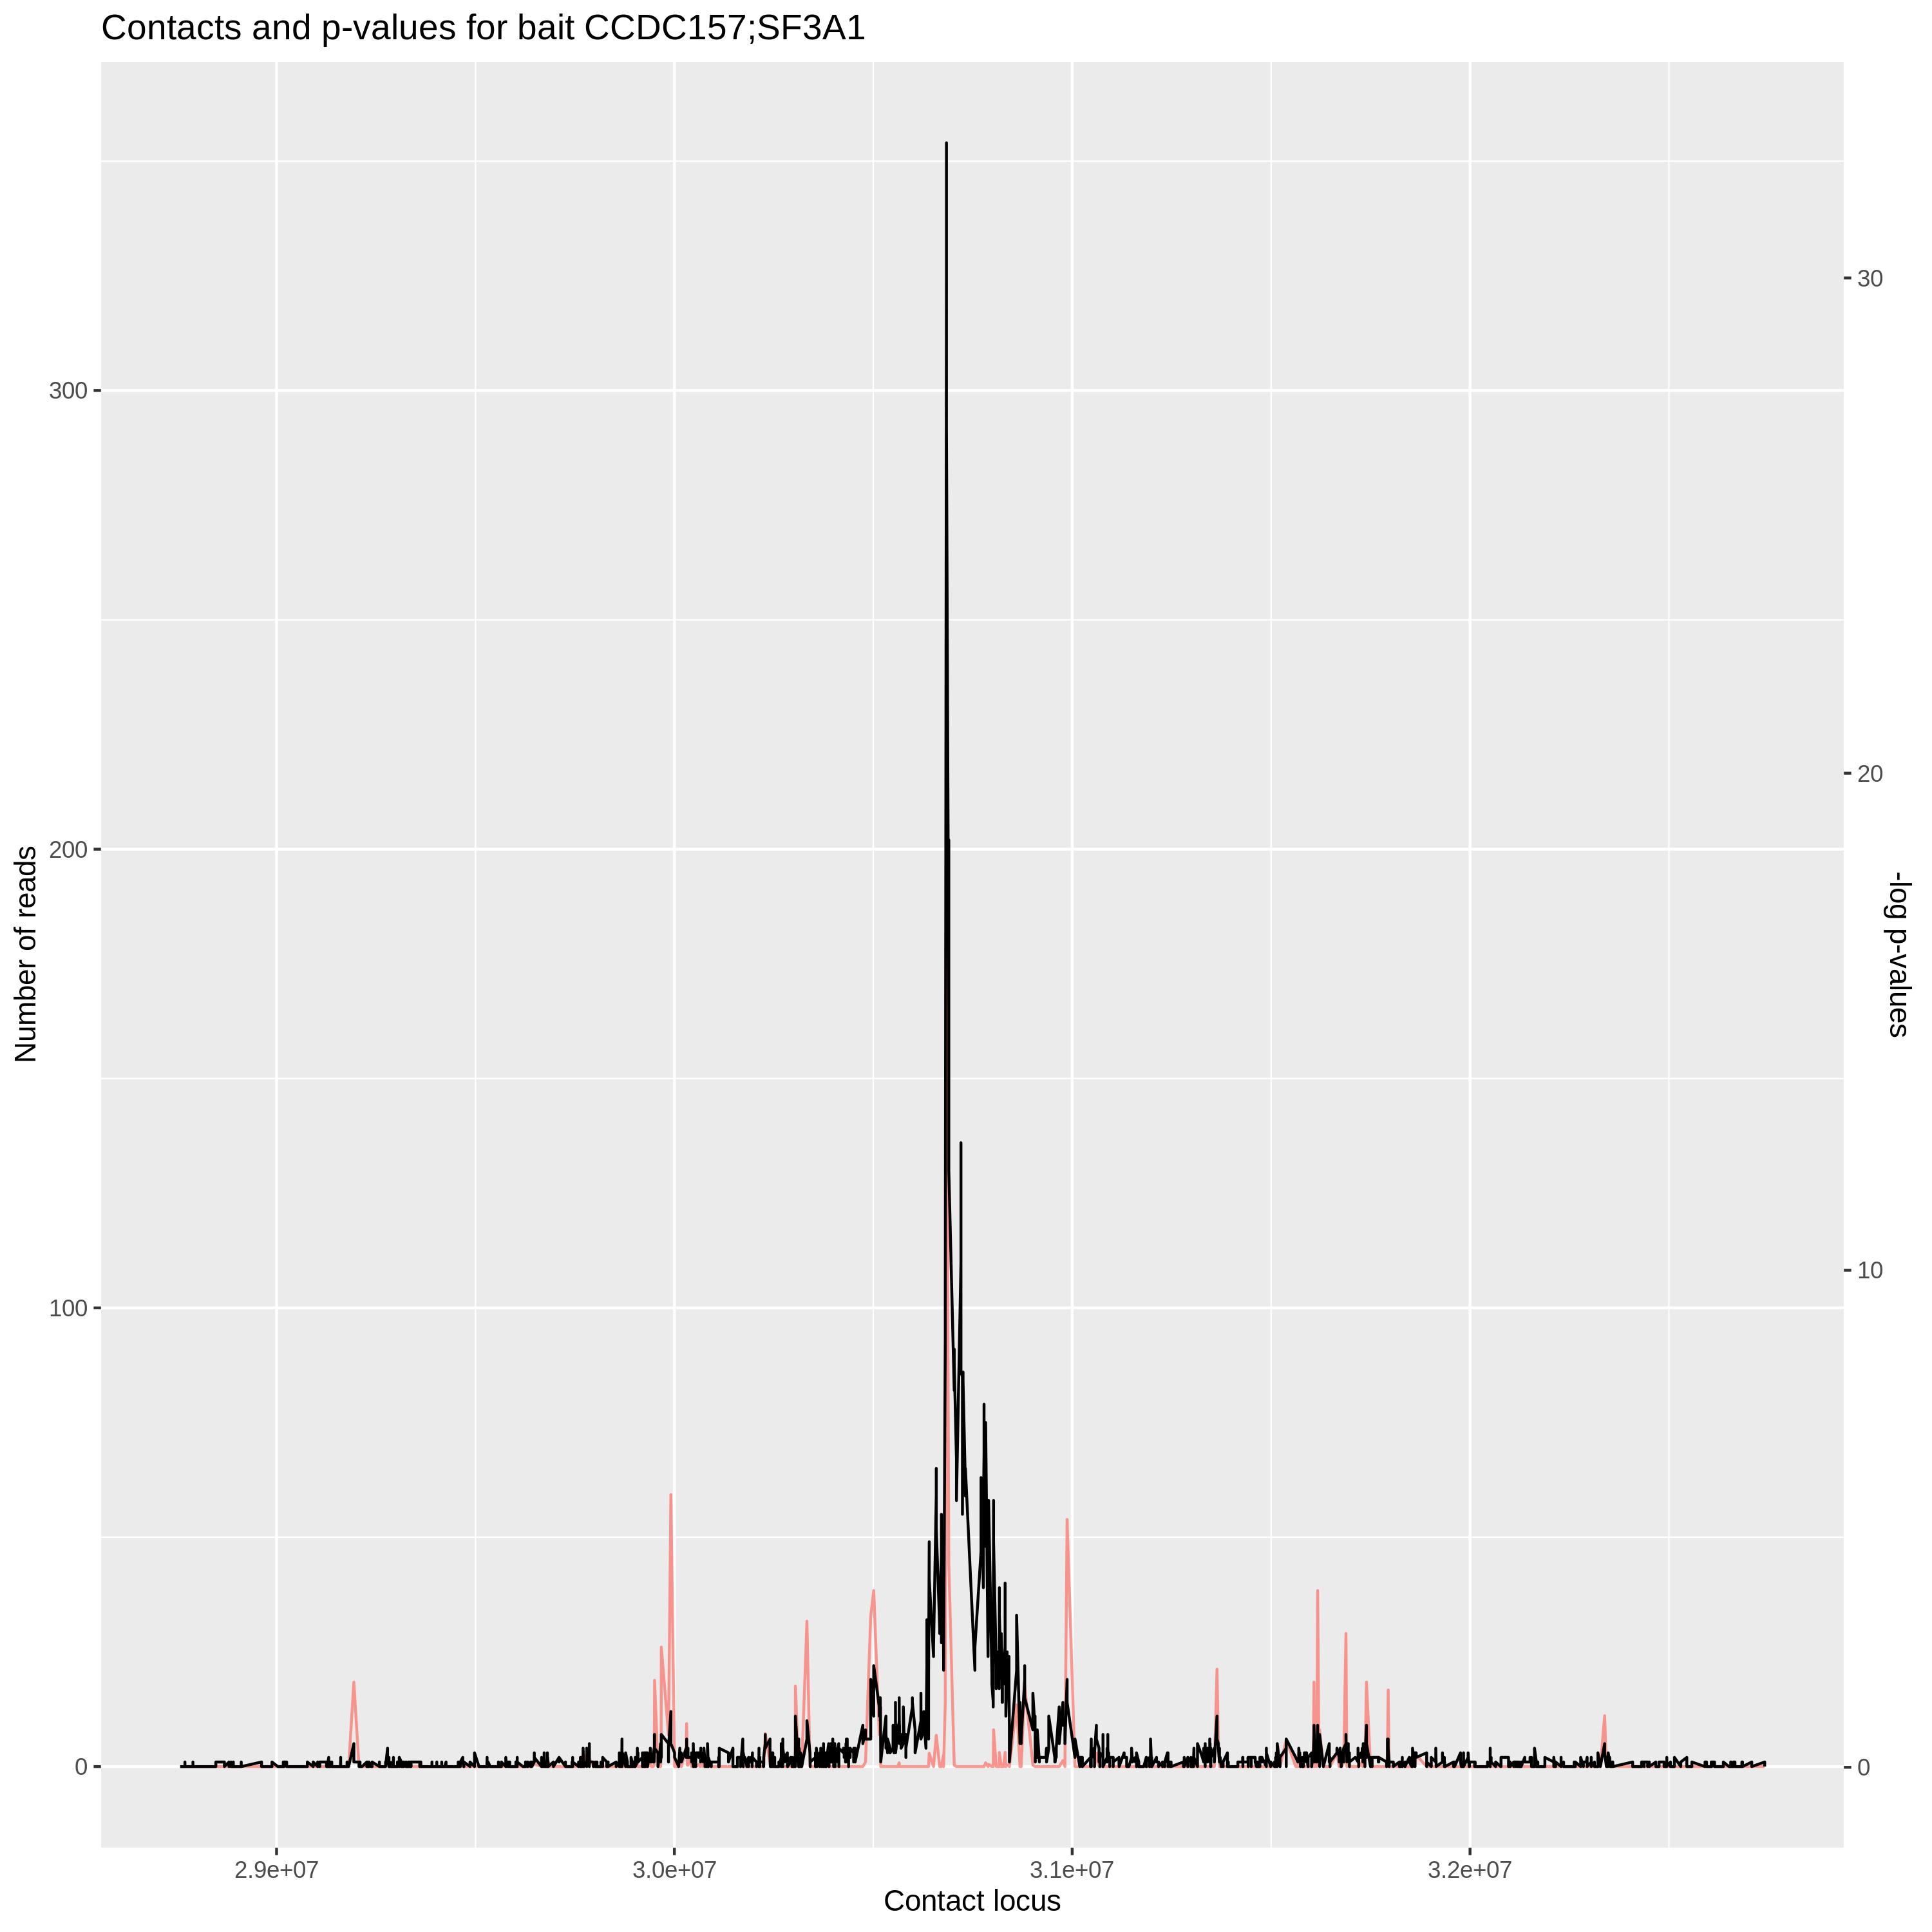 Contacts and p-values for bait CCDC157;SF3A1
Number of reads
300
200
100
0
30
20
10
0
-log p-values
2.9e+07 3.0e+07 3.1e+07 3.2e+07
Contact locus